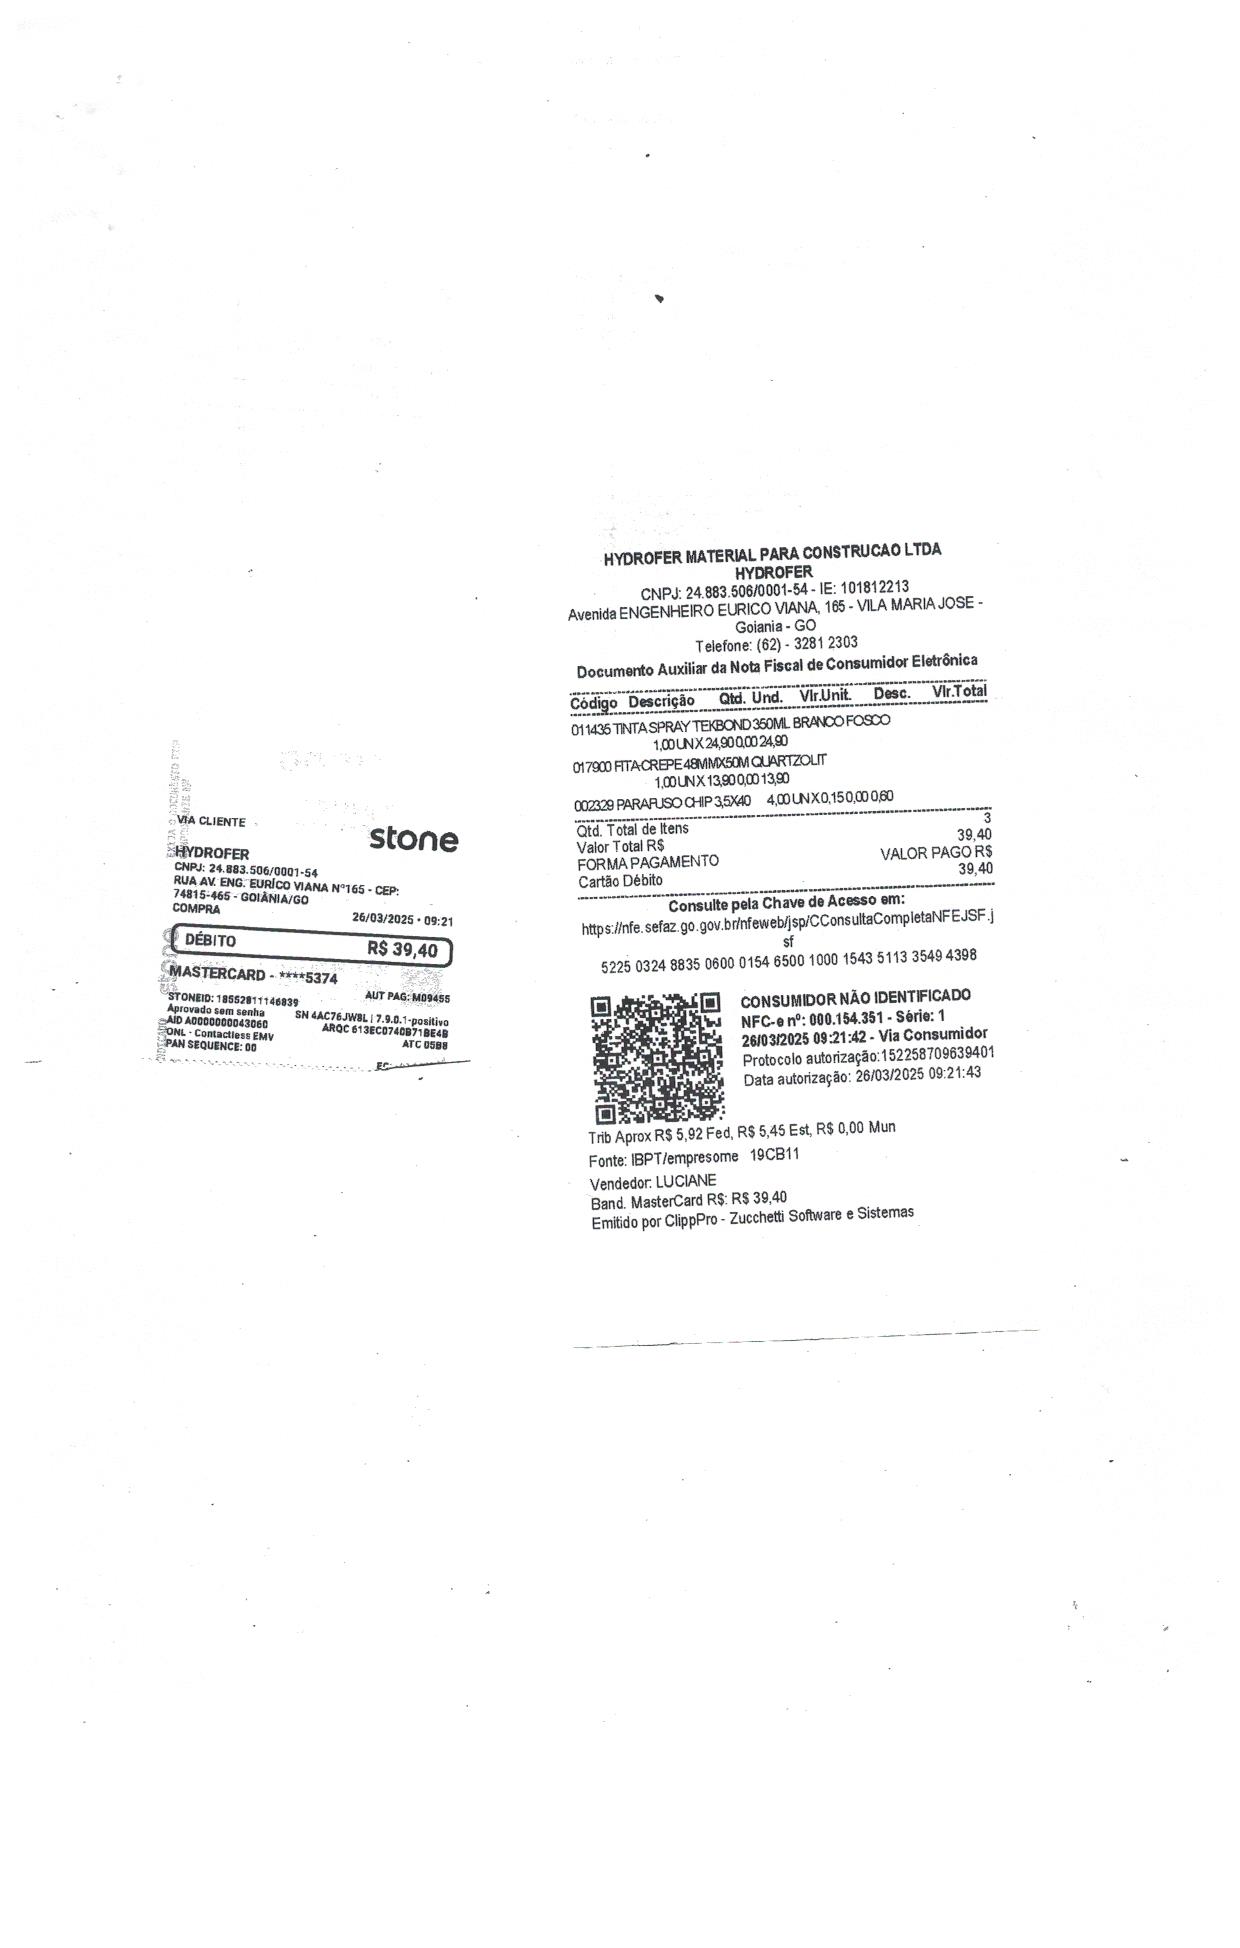 VIA CLIENTE
stone
HYDROFER
CNPJ: 24.883.506/0001-54
RUA AV. ENG. EURÍCO VIANA N°165 - CEP:
74815-465 - GOIÂNIA/GO
COMPRA
26/03/2025 • 09:21
DÉBITO R$ 39,40
MASTERCARD - ****5374
AUT PAG: M09455
STONEID: 18552811146839
Aprovado sem senha SN 4AC76JW8L | 7.9.0.1-positivo
AID A0000000043060 ARQC 613EC0740B71BE4B
ONL - Contactless EMV ATC 05B8
PAN SEQUENCE: 00
HYDROFER MATERIAL PARA CONSTRUCAO LTDA
HYDROFER
CNPJ: 24.883.506/0001-54 - IE: 101812213
Avenida ENGENHEIRO EURICO VIANA, 165 - VILA MARIA JOSE -
Goiania - GO
Telefone: (62) - 3281 2303
Documento Auxiliar da Nota Fiscal de Consumidor Eletrônica
Código Descrição Qtd. Und. Vlr.Unit. Desc. Vlr.Total
011435 TINTA SPRAY TEKBOND 350ML BRANCO FOSCO
1,00 UN X 24,90 0,00 24,90
017900 FITA-CREPE 48MMX50M QUARTZOLIT
1,00 UN X 13,90 0,00 13,90
002329 PARAFUSO CHIP 3,5X40 4,00 UN X 0,15 0,00 0,60
Qtd. Total de Itens 3
Valor Total R$ 39,40
FORMA PAGAMENTO VALOR PAGO R$
Cartão Débito 39,40
Consulte pela Chave de Acesso em:
https://nfe.sefaz.go.gov.br/nfeweb/jsp/CConsultaCompletaNFEJSF.j
sf
5225 0324 8835 0600 0154 6500 1000 1543 5113 3549 4398
CONSUMIDOR NÃO IDENTIFICADO
NFC-e nº: 000.154.351 - Série: 1
26/03/2025 09:21:42 - Via Consumidor
Protocolo autorização:152258709639401
Data autorização: 26/03/2025 09:21:43
Trib Aprox R$ 5,92 Fed, R$ 5,45 Est, R$ 0,00 Mun
Fonte: IBPT/empresome 19CB11
Vendedor: LUCIANE
Band. MasterCard R$: R$ 39,40
Emitido por ClippPro - Zucchetti Software e Sistemas